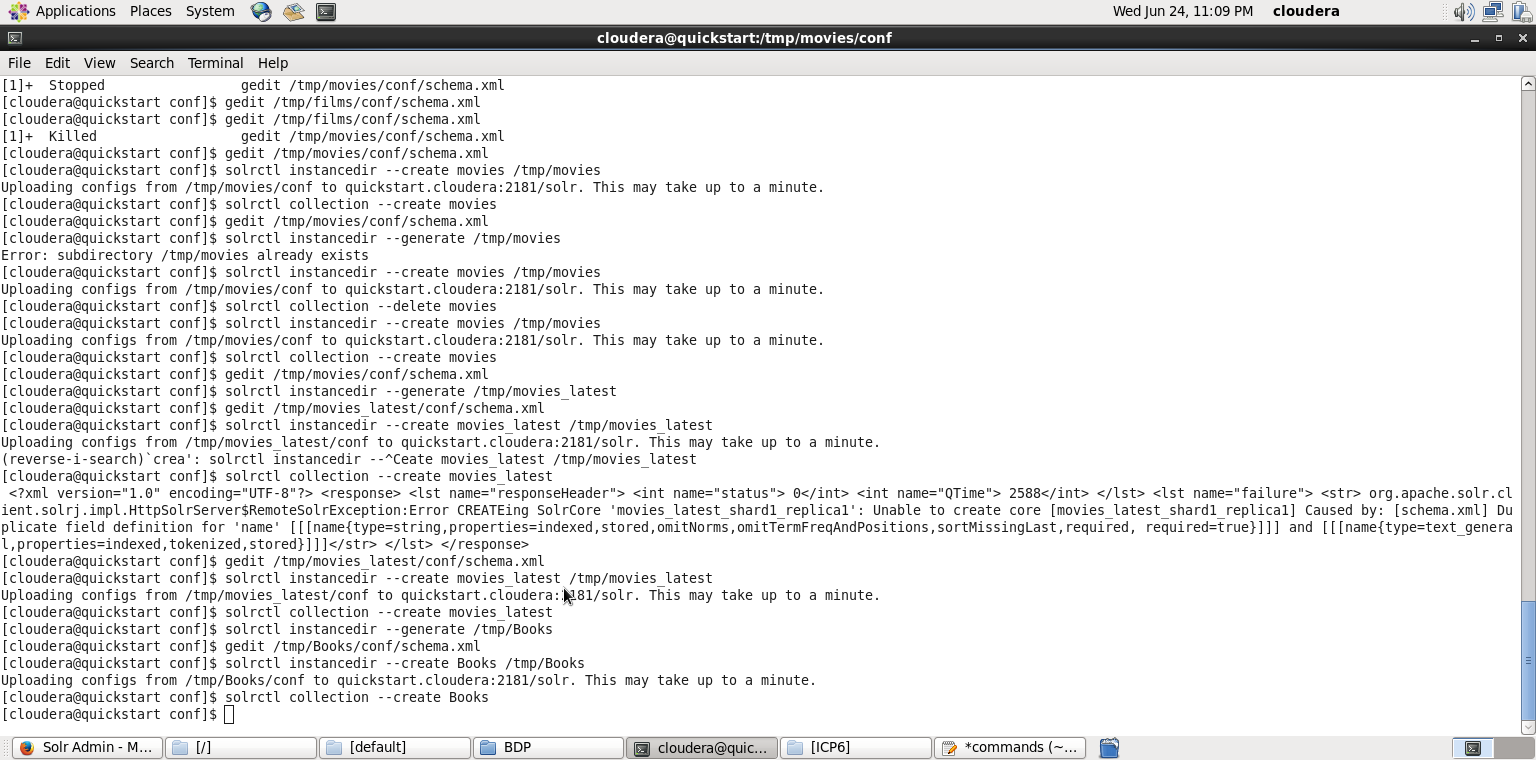 Applications Places System Wed Jun 24, 11:09 PM cloudera
cloudera@quickstart:/tmp/movies/conf
File Edit View Search Terminal Help
[1]+  Stopped                 gedit /tmp/movies/conf/schema.xml
[cloudera@quickstart conf]$ gedit /tmp/films/conf/schema.xml
[cloudera@quickstart conf]$ gedit /tmp/films/conf/schema.xml
[1]+  Killed                  gedit /tmp/movies/conf/schema.xml
[cloudera@quickstart conf]$ gedit /tmp/movies/conf/schema.xml
[cloudera@quickstart conf]$ solrctl instancedir --create movies /tmp/movies
Uploading configs from /tmp/movies/conf to quickstart.cloudera:2181/solr. This may take up to a minute.
[cloudera@quickstart conf]$ solrctl collection --create movies
[cloudera@quickstart conf]$ gedit /tmp/movies/conf/schema.xml
[cloudera@quickstart conf]$ solrctl instancedir --generate /tmp/movies
Error: subdirectory /tmp/movies already exists
[cloudera@quickstart conf]$ solrctl instancedir --create movies /tmp/movies
Uploading configs from /tmp/movies/conf to quickstart.cloudera:2181/solr. This may take up to a minute.
[cloudera@quickstart conf]$ solrctl collection --delete movies
[cloudera@quickstart conf]$ solrctl instancedir --create movies /tmp/movies
Uploading configs from /tmp/movies/conf to quickstart.cloudera:2181/solr. This may take up to a minute.
[cloudera@quickstart conf]$ solrctl collection --create movies
[cloudera@quickstart conf]$ gedit /tmp/movies/conf/schema.xml
[cloudera@quickstart conf]$ solrctl instancedir --generate /tmp/movies_latest
[cloudera@quickstart conf]$ gedit /tmp/movies_latest/conf/schema.xml
[cloudera@quickstart conf]$ solrctl instancedir --create movies_latest /tmp/movies_latest
Uploading configs from /tmp/movies_latest/conf to quickstart.cloudera:2181/solr. This may take up to a minute.
(reverse-i-search)`crea': solrctl instancedir --^Ceate movies_latest /tmp/movies_latest
[cloudera@quickstart conf]$ solrctl collection --create movies_latest
 <?xml version="1.0" encoding="UTF-8"?> <response> <lst name="responseHeader"> <int name="status"> 0</int> <int name="QTime"> 2588</int> </lst> <lst name="failure"> <str> org.apache.solr.cl
ient.solrj.impl.HttpSolrServer$RemoteSolrException:Error CREATEing SolrCore 'movies_latest_shard1_replica1': Unable to create core [movies_latest_shard1_replica1] Caused by: [schema.xml] Du
plicate field definition for 'name' [[[name{type=string,properties=indexed,stored,omitNorms,omitTermFreqAndPositions,sortMissingLast,required, required=true}]]] and [[[name{type=text_genera
l,properties=indexed,tokenized,stored}]]]</str> </lst> </response>
[cloudera@quickstart conf]$ gedit /tmp/movies_latest/conf/schema.xml
[cloudera@quickstart conf]$ solrctl instancedir --create movies_latest /tmp/movies_latest
Uploading configs from /tmp/movies_latest/conf to quickstart.cloudera:2181/solr. This may take up to a minute.
[cloudera@quickstart conf]$ solrctl collection --create movies_latest
[cloudera@quickstart conf]$ solrctl instancedir --generate /tmp/Books
[cloudera@quickstart conf]$ gedit /tmp/Books/conf/schema.xml
[cloudera@quickstart conf]$ solrctl instancedir --create Books /tmp/Books
Uploading configs from /tmp/Books/conf to quickstart.cloudera:2181/solr. This may take up to a minute.
[cloudera@quickstart conf]$ solrctl collection --create Books
[cloudera@quickstart conf]$
Solr Admin - M... [/] [default] BDP cloudera@quic... [ICP6] *commands (~...